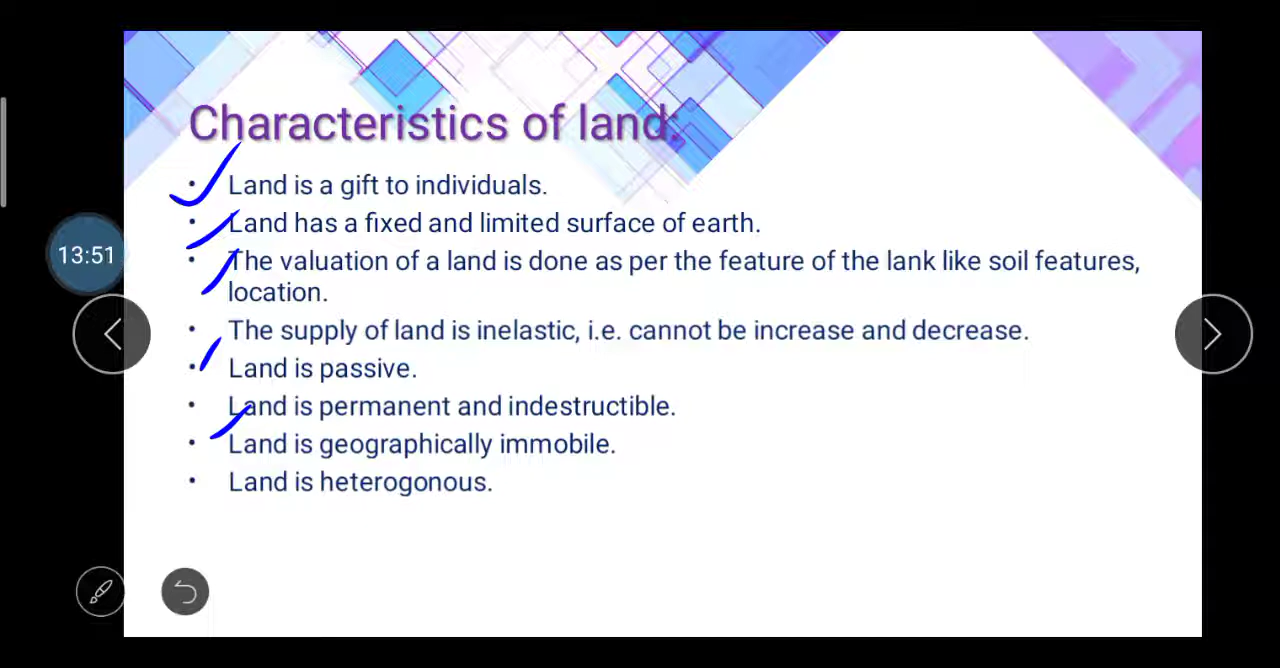 Characteristics of land:
• Land is a gift to individuals.
• Land has a fixed and limited surface of earth.
• The valuation of a land is done as per the feature of the lank like soil features,
location.
• The supply of land is inelastic, i.e. cannot be increase and decrease.
• Land is passive.
• Land is permanent and indestructible.
• Land is geographically immobile.
• Land is heterogonous.
13:51